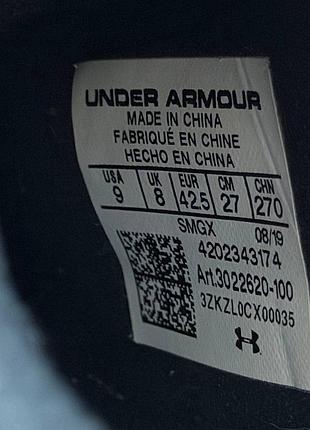 UNDER ARMOUR
MADE IN CHINA
FABRIQUÉ EN CHINE
HECHO EN CHINA
USA UK EUR CM CHN
9 8 42.5 27 270
SMGX 08/19
4202343174
Art.3022620-100
3ZKZL0CX00035